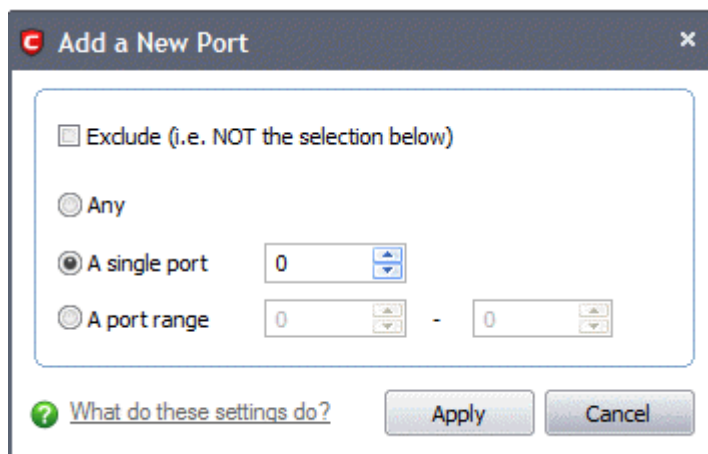 Add a New Port
Exclude (i.e. NOT the selection below)
Any
A single port 0
A port range 0 - 0
What do these settings do? Apply Cancel